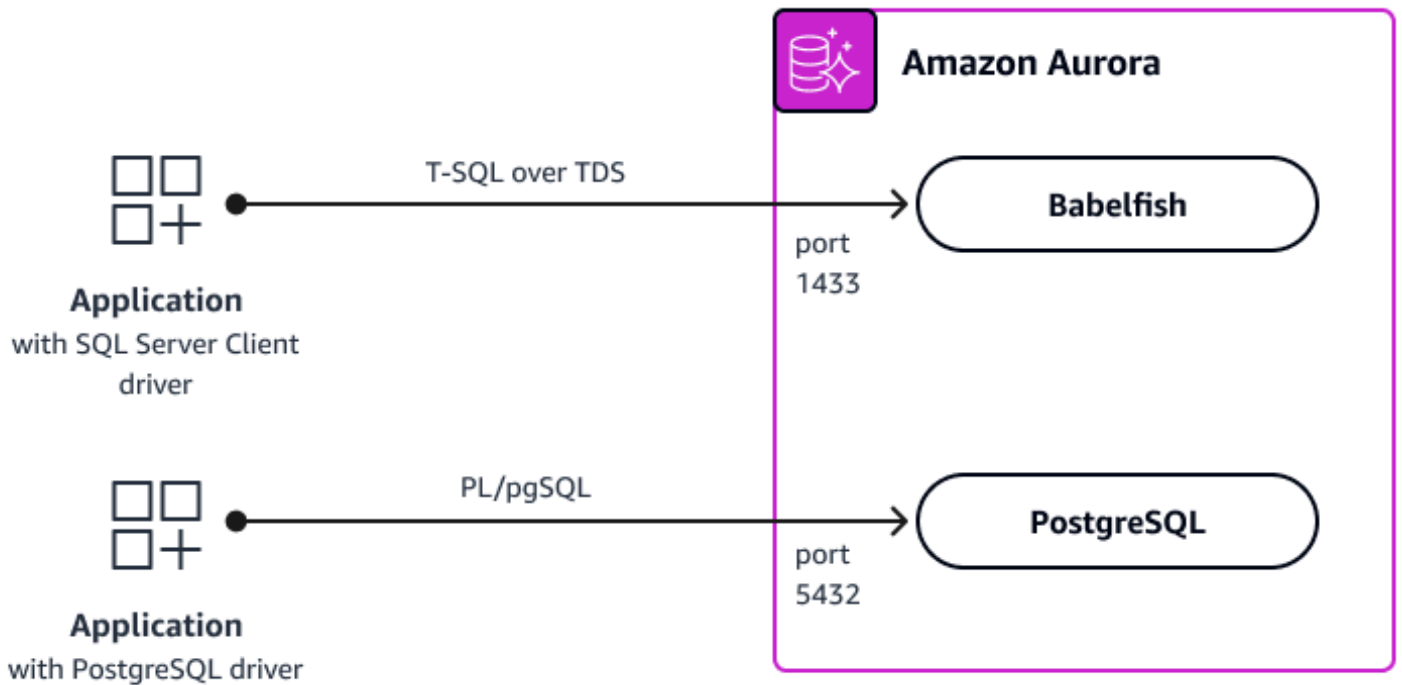 Amazon Aurora
T-SQL over TDS
Babelfish
port
1433
Application
with SQL Server Client
driver
PL/pgSQL
PostgreSQL
port
5432
Application
with PostgreSQL driver